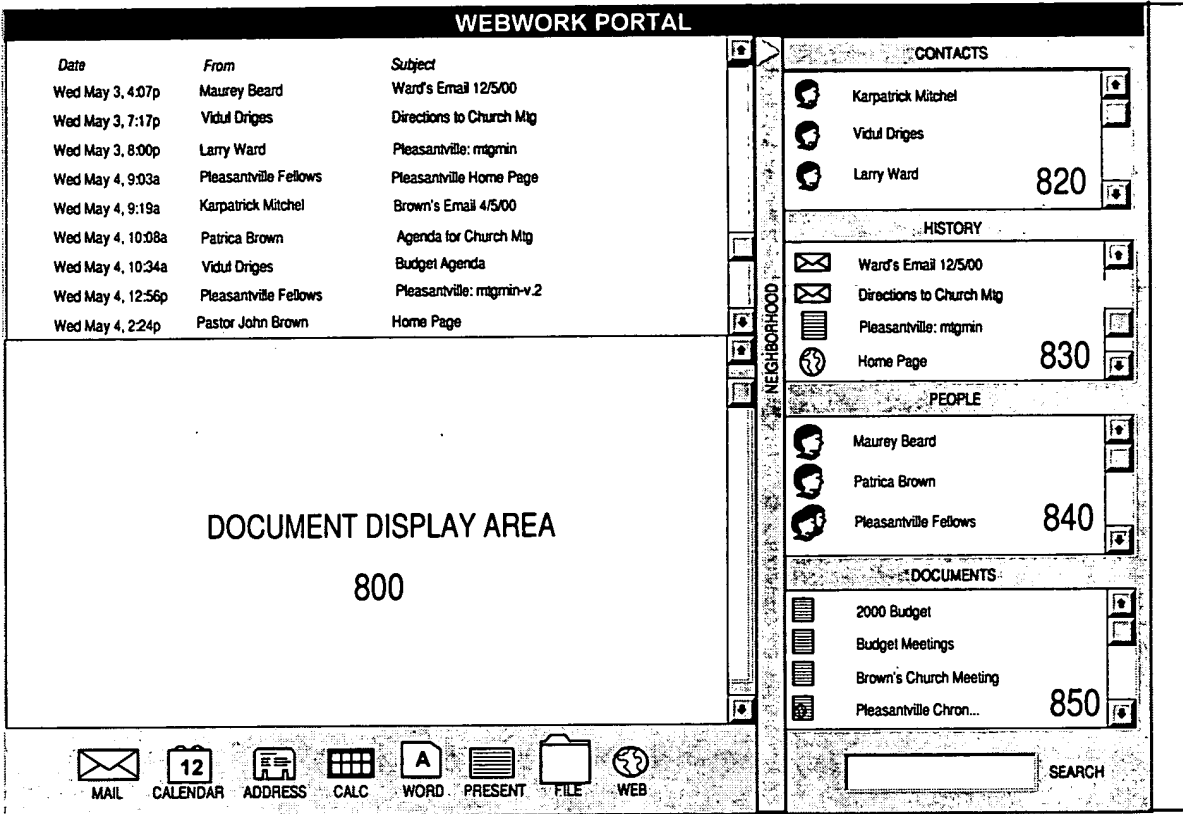 WEBWORK PORTAL
Date From Subject
Wed May 3, 4:07p Maurey Beard Ward's Email 12/5/00
Wed May 3, 7:17p Vidul Driges Directions to Church Mtg
Wed May 3, 8:00p Larry Ward Pleasantville: mtgmin
Wed May 4, 9:03a Pleasantville Fellows Pleasantville Home Page
Wed May 4, 9:19a Karpatrick Mitchel Brown's Email 4/5/00
Wed May 4, 10:08a Patrica Brown Agenda for Church Mtg
Wed May 4, 10:34a Vidul Driges Budget Agenda
Wed May 4, 12:56p Pleasantville Fellows Pleasantville: mtgmin-v.2
Wed May 4, 2:24p Pastor John Brown Home Page
DOCUMENT DISPLAY AREA
800
MAIL
12
CALENDAR
ADDRESS
CALC
A
WORD
PRESENT
FILE
WEB
NEIGHBORHOOD
CONTACTS
Karpatrick Mitchel
Vidul Driges
Larry Ward
820
HISTORY
Ward's Email 12/5/00
Directions to Church Mtg
Pleasantville: mtgmin
Home Page
830
PEOPLE
Maurey Beard
Patrica Brown
Pleasantville Fellows
840
DOCUMENTS
2000 Budget
Budget Meetings
Brown's Church Meeting
Pleasantville Chron...
850
SEARCH